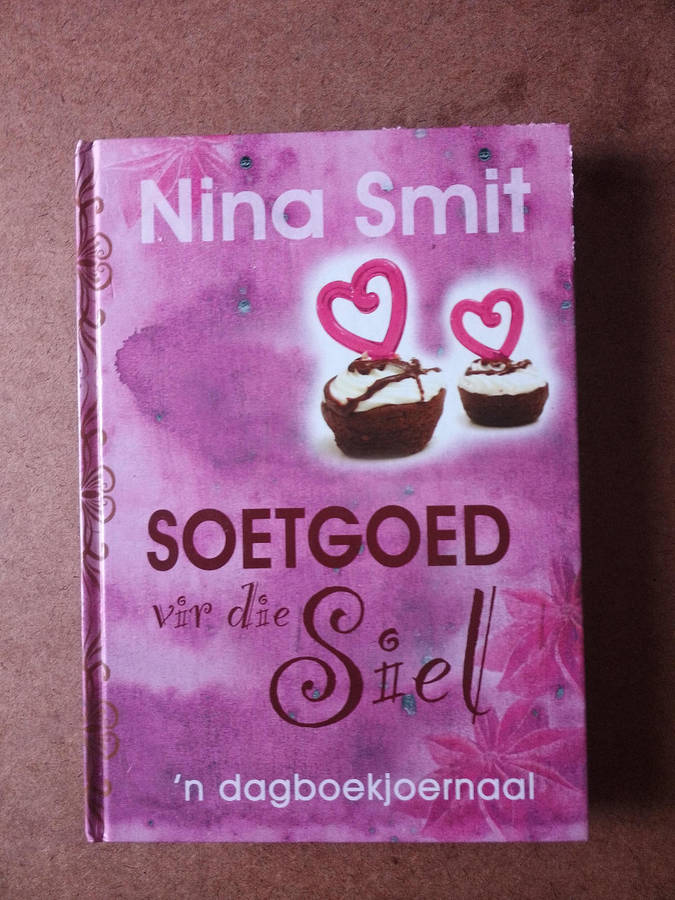 Nina Smit
SOETGOED
vir die
Siel
'n dagboekjoernaal